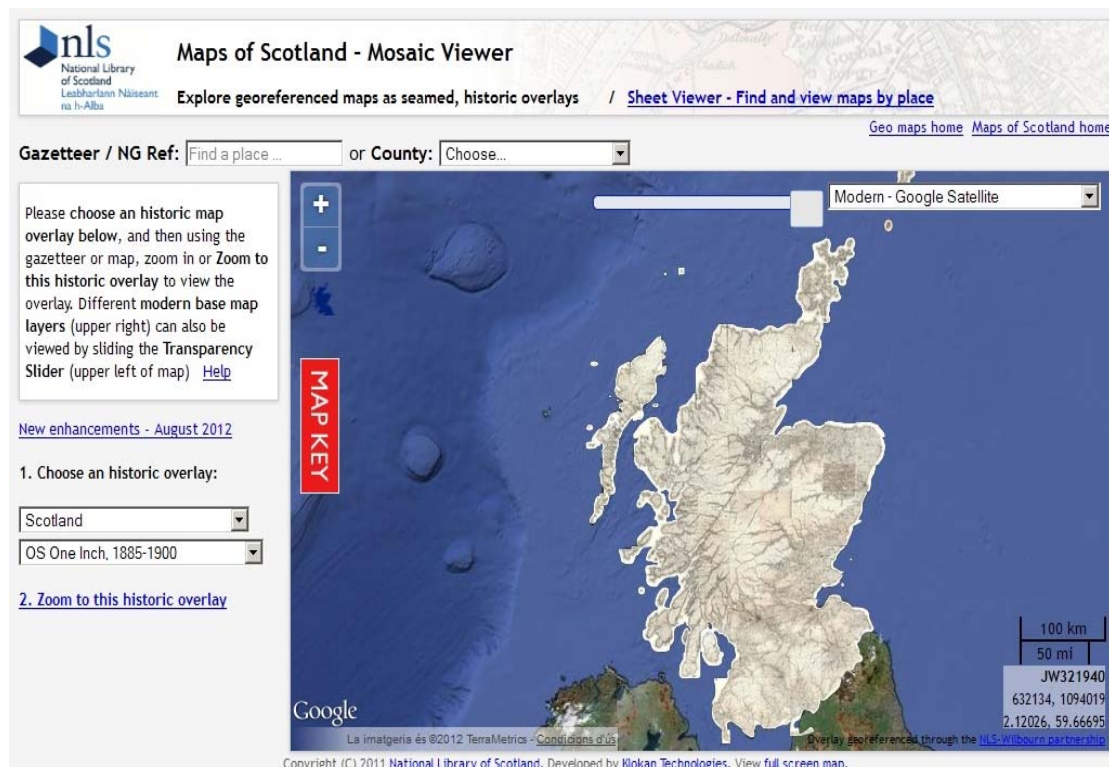 nls
National Library
of Scotland
Leabharlann Nàiseant
na h-Alba
Maps of Scotland - Mosaic Viewer
Explore georeferenced maps as seamed, historic overlays / Sheet Viewer - Find and view maps by place
Geo maps home Maps of Scotland home
Gazetteer / NG Ref: Find a place ... or County: Choose...
Please choose an historic map
overlay below, and then using the
gazetteer or map, zoom in or Zoom to
this historic overlay to view the
overlay. Different modern base map
layers (upper right) can also be
viewed by sliding the Transparency
Slider (upper left of map) Help
New enhancements - August 2012
1. Choose an historic overlay:
Scotland
OS One Inch, 1885-1900
2. Zoom to this historic overlay
+
-
MAP KEY
Modern - Google Satellite
100 km
50 mi
JW321940
632134, 1094019
2.12026, 59.66695
Google
La imatgeria és ©2012 TerraMetrics - Condicions d'ús
Overlay georeferenced through the NLS-Wilbourn partnership
Copyright (C) 2011 National Library of Scotland. Developed by Klokan Technologies. View full screen map.